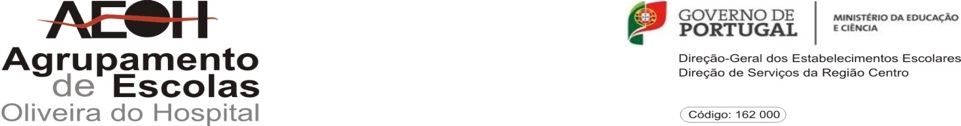 AEOH
Agrupamento
de Escolas
Oliveira do Hospital
GOVERNO DE
PORTUGAL
MINISTÉRIO DA EDUCAÇÃO
E CIÊNCIA
Direção-Geral dos Estabelecimentos Escolares
Direção de Serviços da Região Centro
Código: 162 000